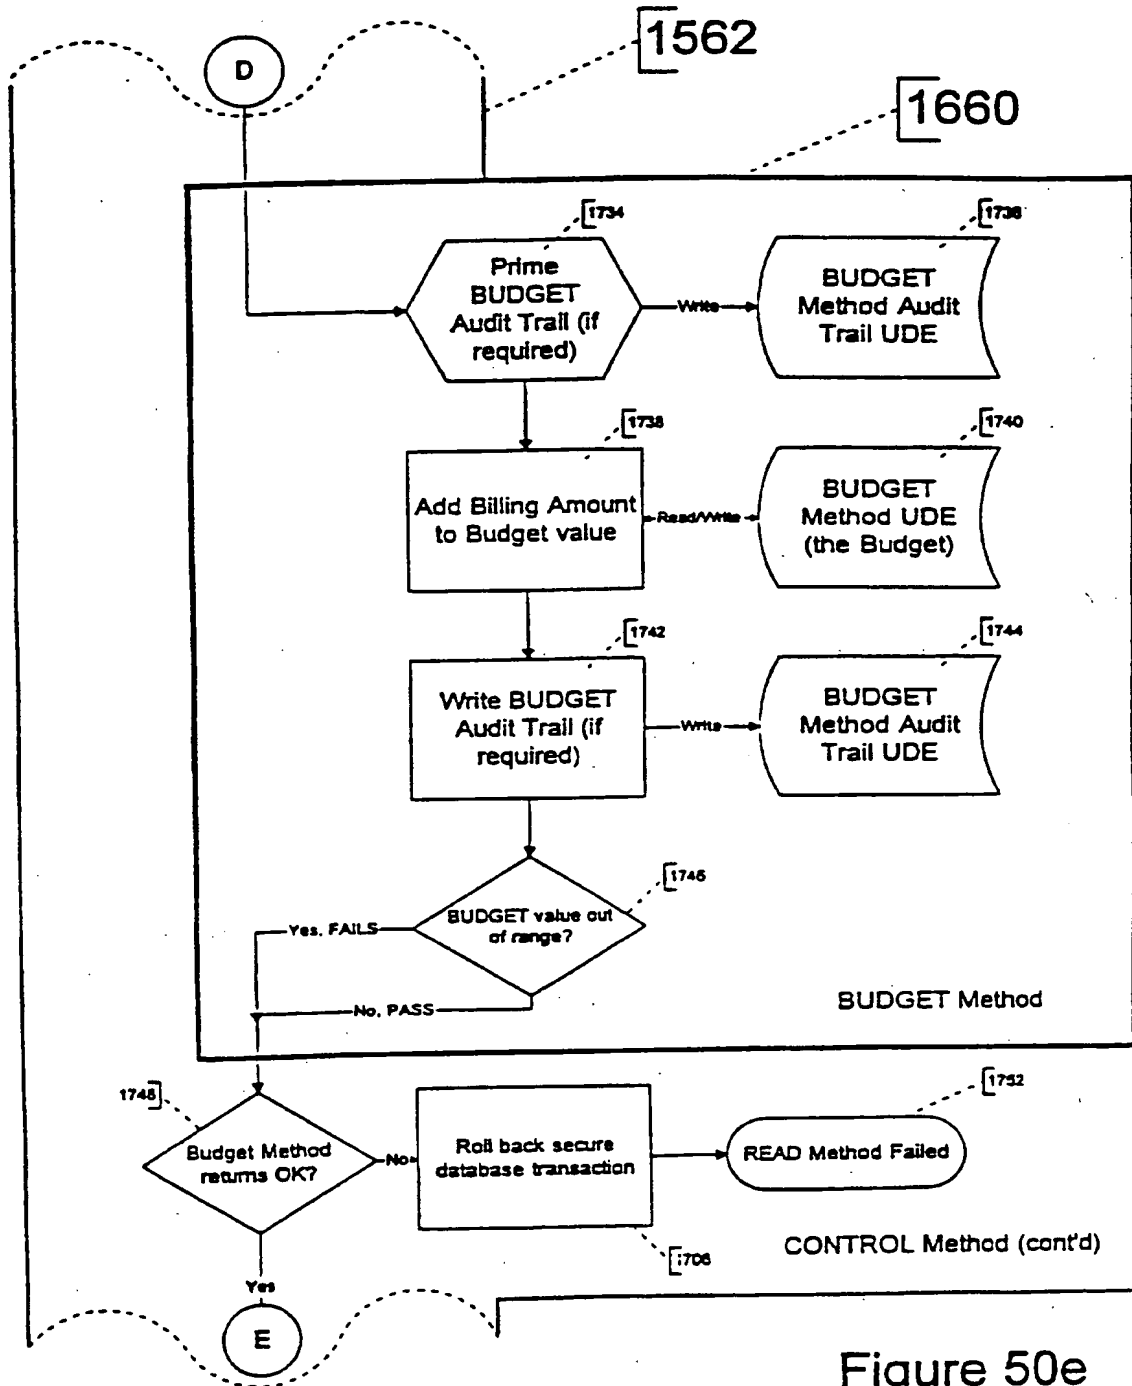 1562
D
1660
1734
Prime
BUDGET
Audit Trail (if
required)
Write
1736
BUDGET
Method Audit
Trail UDE
1738
Add Billing Amount
to Budget value
Read/Write
1740
BUDGET
Method UDE
(the Budget)
1742
Write BUDGET
Audit Trail (if
required)
Write
1744
BUDGET
Method Audit
Trail UDE
1746
BUDGET value out
of range?
Yes, FAILS
No, PASS
BUDGET Method
1748
Budget Method
returns OK?
No
Roll back secure
database transaction
1752
READ Method Failed
1706
CONTROL Method (cont'd)
Yes
E
Figure 50e